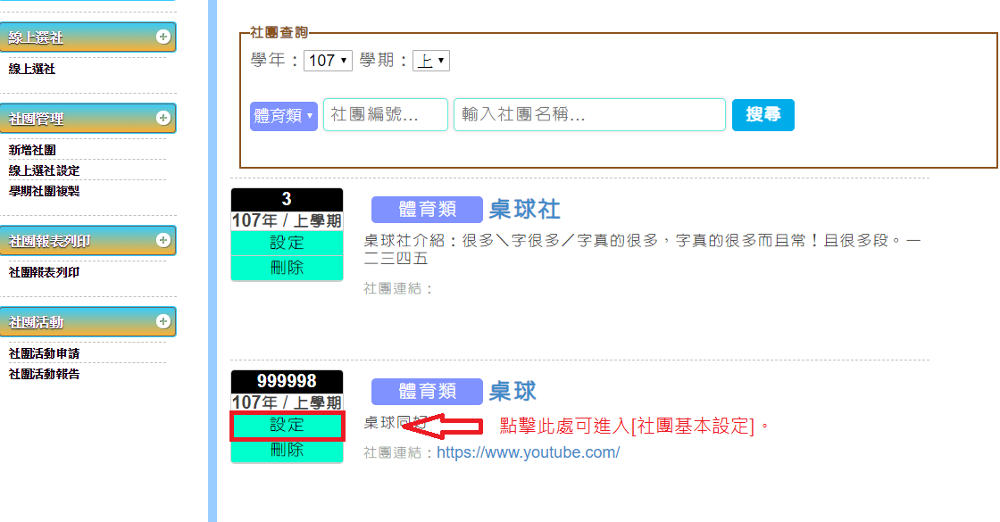 線上選社
線上選社
社團管理
新增社團
線上選社設定
學期社團複製
社團報表列印
社團報表列印
社團活動
社團活動申請
社團活動報告
社團查詢
學年：107 學期：上
體育類 社團編號... 輸入社團名稱... 搜尋
3
107年 / 上學期
設定
刪除
體育類 桌球社
桌球社介紹：很多＼字很多／字真的很多，字真的很多而且常！且很多段。一
二三四五
社團連結：
999998
107年 / 上學期
設定
刪除
體育類 桌球
桌球同好
點擊此處可進入[社團基本設定]。
社團連結：https://www.youtube.com/